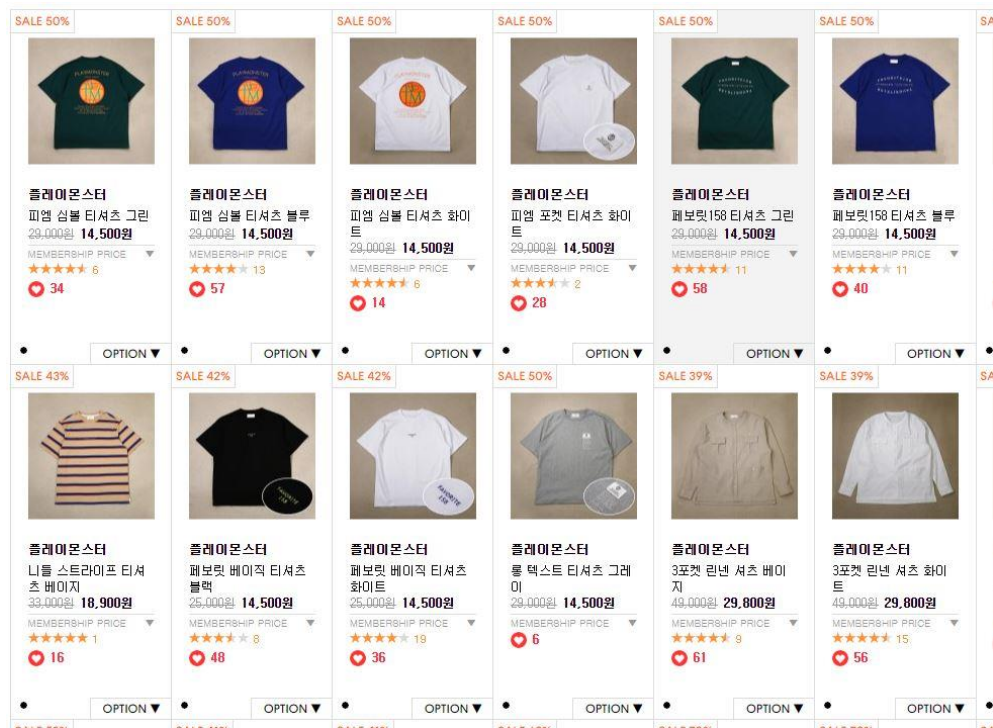 SALE 50%
SALE 50%
SALE 50%
SALE 50%
SALE 50%
SALE 50%
SA
PLAYMONSTER
PLAYMONSTER
플레이몬스터
피엠 심볼 티셔츠 그린
29,000원 14,500원
MEMBERSHIP PRICE ▼
6
34
OPTION ▼
플레이몬스터
피엠 심볼 티셔츠 블루
29,000원 14,500원
MEMBERSHIP PRICE ▼
13
57
OPTION ▼
플레이몬스터
피엠 심볼 티셔츠 화이
트
29,000원 14,500원
MEMBERSHIP PRICE ▼
6
14
OPTION ▼
플레이몬스터
피엠 포켓 티셔츠 화이
트
29,000원 14,500원
MEMBERSHIP PRICE ▼
2
28
OPTION ▼
플레이몬스터
페보릿158 티셔츠 그린
29,000원 14,500원
MEMBERSHIP PRICE ▼
11
58
OPTION ▼
플레이몬스터
페보릿158 티셔츠 블루
29,000원 14,500원
MEMBERSHIP PRICE ▼
11
40
OPTION ▼
SALE 43%
SALE 42%
SALE 42%
SALE 50%
SALE 39%
SALE 39%
SA
플레이몬스터
니들 스트라이프 티셔
츠 베이지
33,000원 18,900원
MEMBERSHIP PRICE ▼
1
16
OPTION ▼
FAVORITE
158
플레이몬스터
페보릿 베이직 티셔츠
블랙
25,000원 14,500원
MEMBERSHIP PRICE ▼
8
48
OPTION ▼
FAVORITE
158
플레이몬스터
페보릿 베이직 티셔츠
화이트
25,000원 14,500원
MEMBERSHIP PRICE ▼
19
36
OPTION ▼
플레이몬스터
롱 텍스트 티셔츠 그레
이
29,000원 14,500원
MEMBERSHIP PRICE ▼
6
OPTION ▼
플레이몬스터
3포켓 린넨 셔츠 베이
지
49,000원 29,800원
MEMBERSHIP PRICE ▼
9
61
OPTION ▼
플레이몬스터
3포켓 린넨 셔츠 화이
트
49,000원 29,800원
MEMBERSHIP PRICE ▼
15
56
OPTION ▼